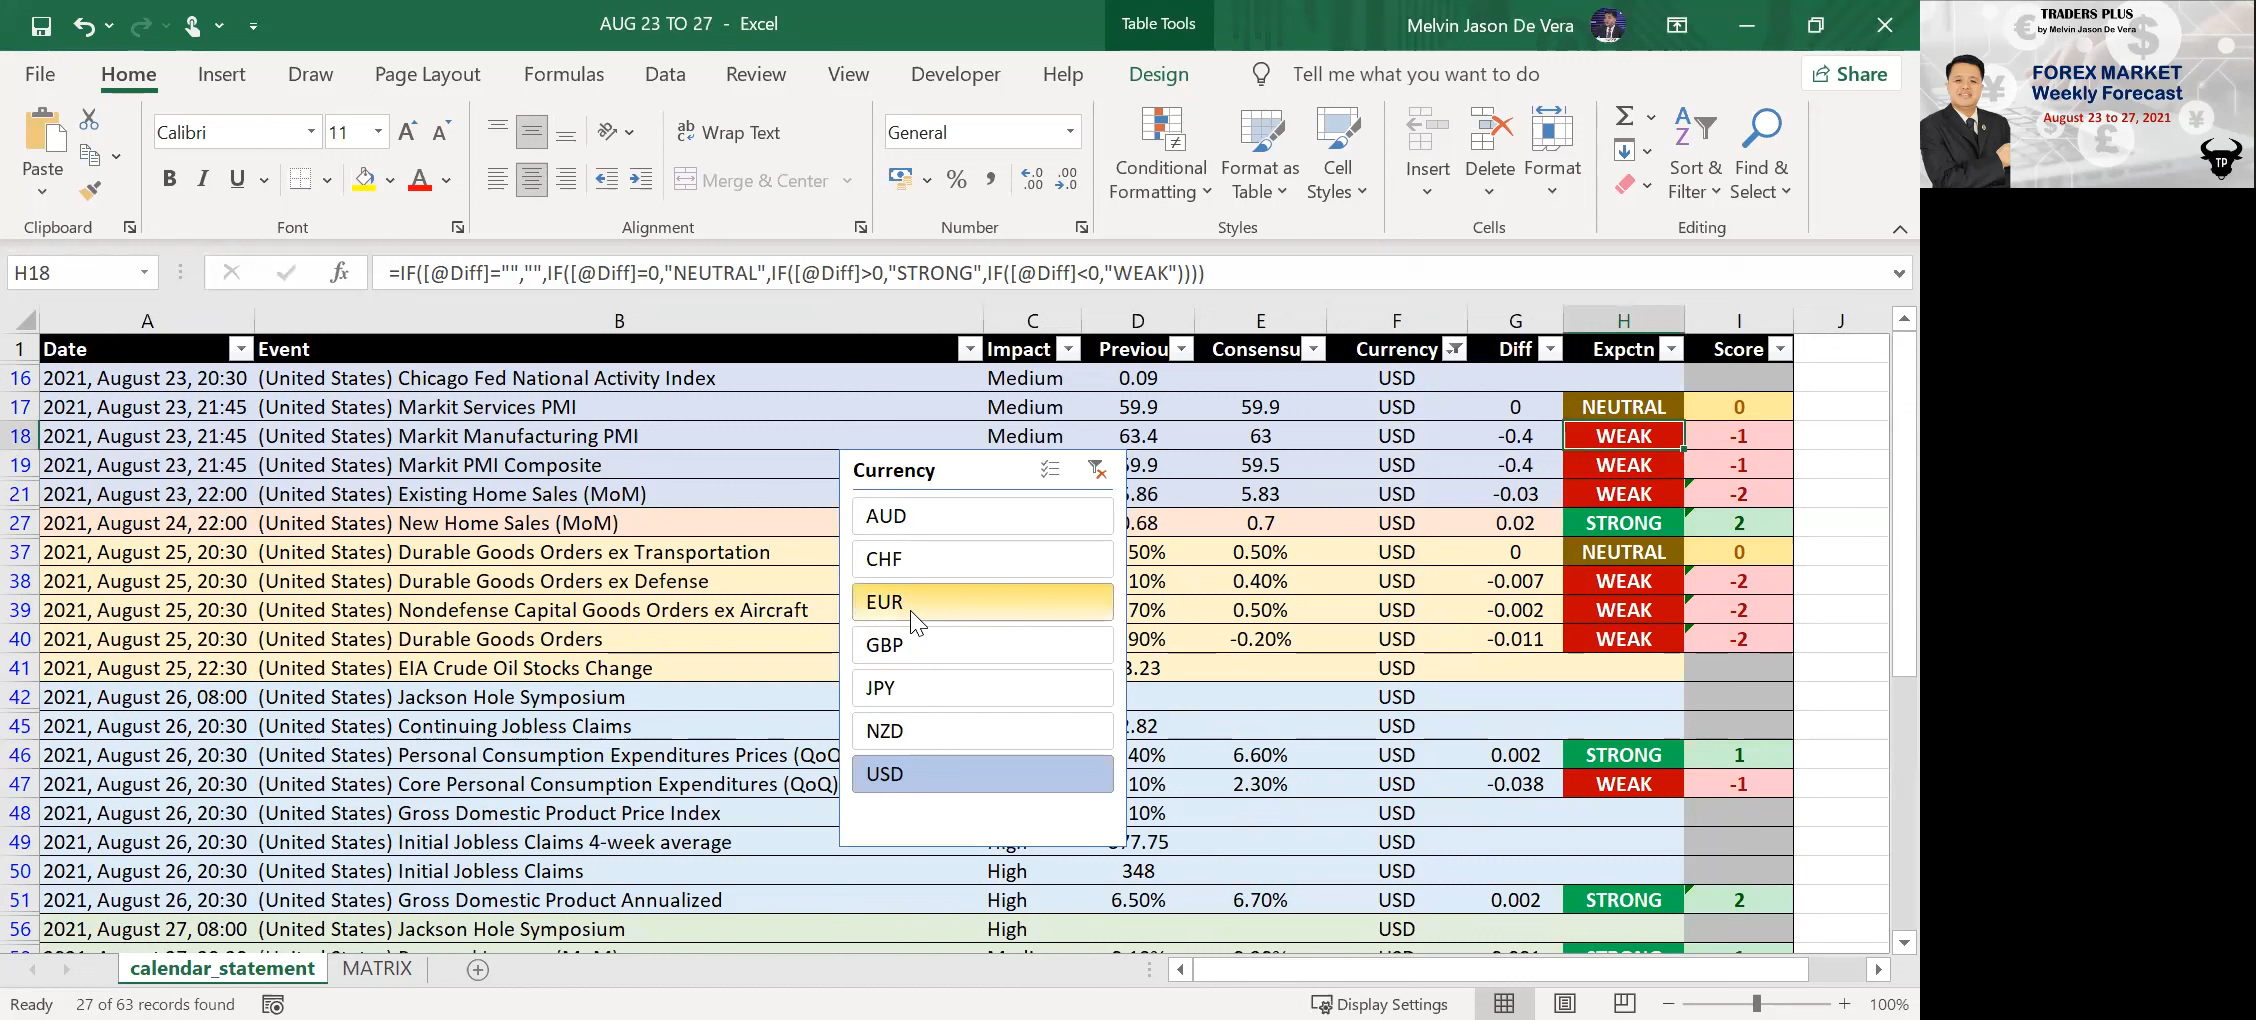 AUG 23 TO 27 - Excel
Table Tools
Melvin Jason De Vera
File Home Insert Draw Page Layout Formulas Data Review View Developer Help Design Tell me what you want to do Share
Paste
Clipboard
Calibri 11
B I U
Font
Wrap Text
Merge & Center
Alignment
General
Number
Conditional Formatting
Format as Table
Cell Styles
Styles
Insert Delete Format
Cells
Sort & Filter
Find & Select
Editing
H18 fx =IF([@Diff]="","",IF([@Diff]=0,"NEUTRAL",IF([@Diff]>0,"STRONG",IF([@Diff]<0,"WEAK"))))
A B C D E F G H I J
1 Date Event Impact Previou Consensu Currency Diff Expctn Score
16 2021, August 23, 20:30 (United States) Chicago Fed National Activity Index Medium 0.09 USD
17 2021, August 23, 21:45 (United States) Markit Services PMI Medium 59.9 59.9 USD 0 NEUTRAL 0
18 2021, August 23, 21:45 (United States) Markit Manufacturing PMI Medium 63.4 63 USD -0.4 WEAK -1
19 2021, August 23, 21:45 (United States) Markit PMI Composite 59.5 USD -0.4 WEAK -1
21 2021, August 23, 22:00 (United States) Existing Home Sales (MoM) .86 5.83 USD -0.03 WEAK -2
27 2021, August 24, 22:00 (United States) New Home Sales (MoM) .68 0.7 USD 0.02 STRONG 2
37 2021, August 25, 20:30 (United States) Durable Goods Orders ex Transportation 50% 0.50% USD 0 NEUTRAL 0
38 2021, August 25, 20:30 (United States) Durable Goods Orders ex Defense 10% 0.40% USD -0.007 WEAK -2
39 2021, August 25, 20:30 (United States) Nondefense Capital Goods Orders ex Aircraft 70% 0.50% USD -0.002 WEAK -2
40 2021, August 25, 20:30 (United States) Durable Goods Orders 90% -0.20% USD -0.011 WEAK -2
41 2021, August 25, 22:30 (United States) EIA Crude Oil Stocks Change .23 USD
42 2021, August 26, 08:00 (United States) Jackson Hole Symposium USD
45 2021, August 26, 20:30 (United States) Continuing Jobless Claims .82 USD
46 2021, August 26, 20:30 (United States) Personal Consumption Expenditures Prices (QoQ 40% 6.60% USD 0.002 STRONG 1
47 2021, August 26, 20:30 (United States) Core Personal Consumption Expenditures (QoQ) 10% 2.30% USD -0.038 WEAK -1
48 2021, August 26, 20:30 (United States) Gross Domestic Product Price Index 10% USD
49 2021, August 26, 20:30 (United States) Initial Jobless Claims 4-week average High 77.75 USD
50 2021, August 26, 20:30 (United States) Initial Jobless Claims High 348 USD
51 2021, August 26, 20:30 (United States) Gross Domestic Product Annualized High 6.50% 6.70% USD 0.002 STRONG 2
56 2021, August 27, 08:00 (United States) Jackson Hole Symposium High USD
Currency
AUD
CHF
EUR
GBP
JPY
NZD
USD
calendar_statement MATRIX
Ready 27 of 63 records found Display Settings 100%
TRADERS PLUS
by Melvin Jason De Vera
FOREX MARKET
Weekly Forecast
August 23 to 27, 2021
TP